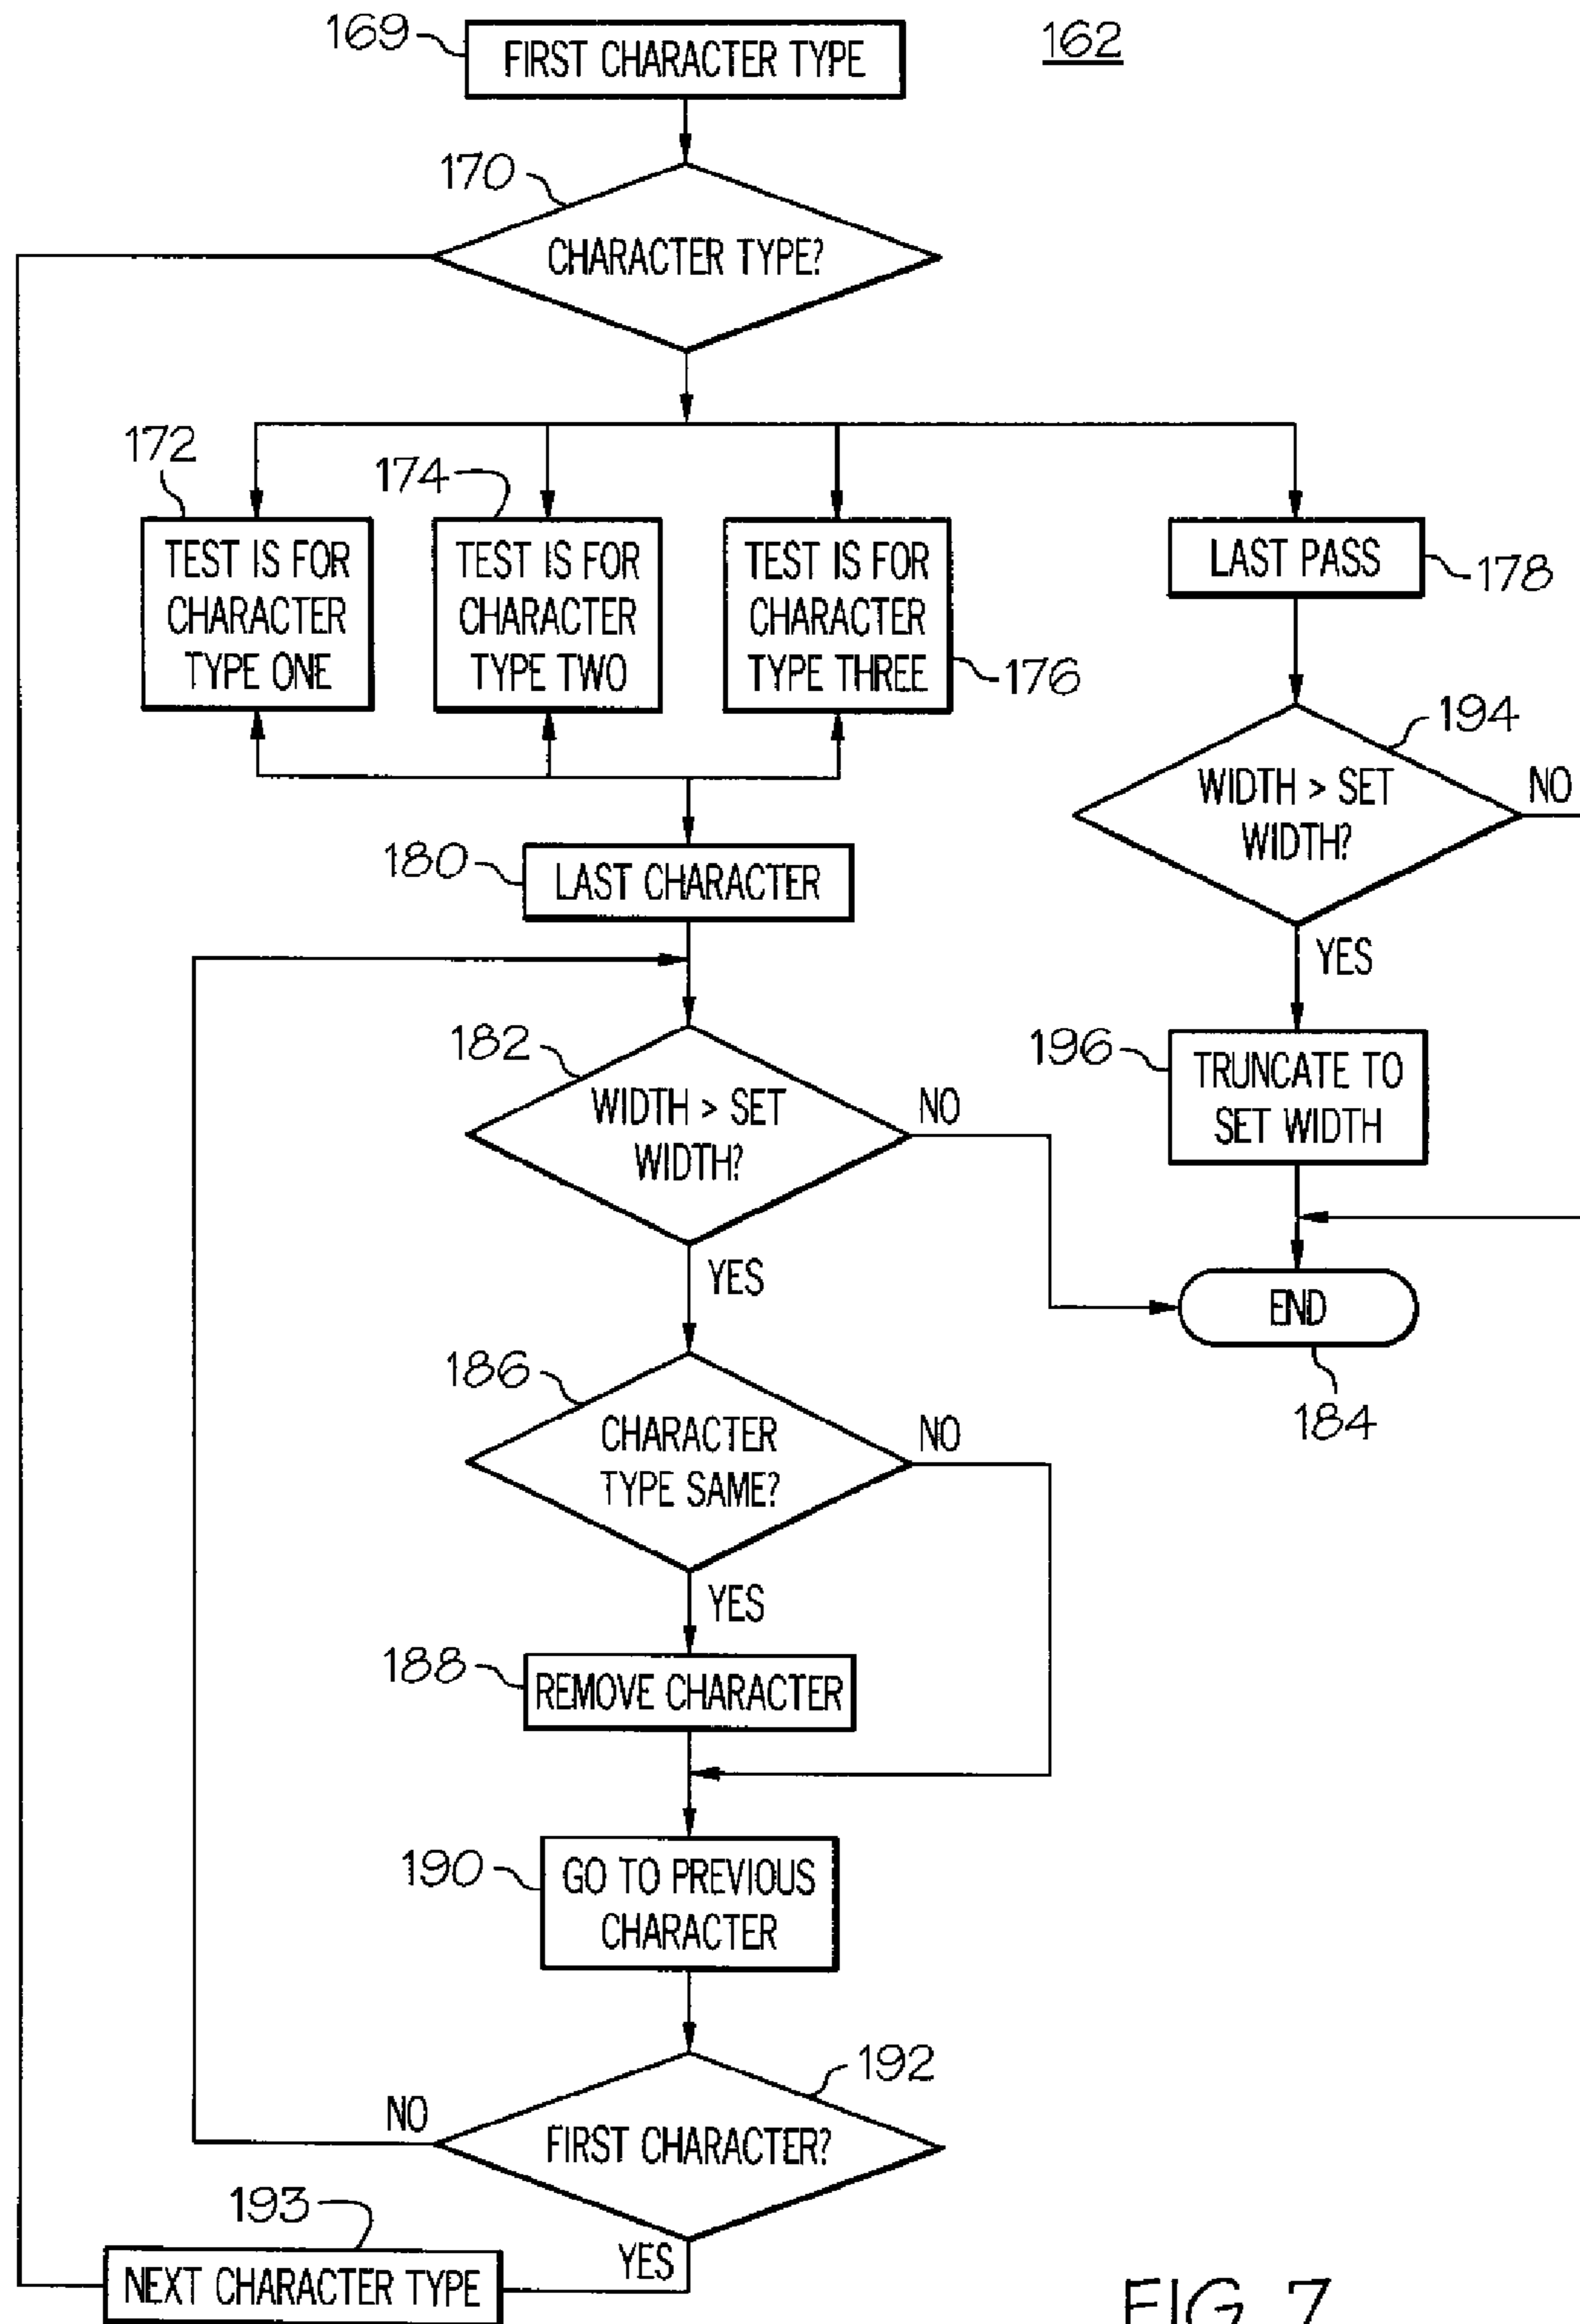 169
FIRST CHARACTER TYPE
162
170
CHARACTER TYPE?
172
174
TEST IS FOR
CHARACTER
TYPE ONE
TEST IS FOR
CHARACTER
TYPE TWO
TEST IS FOR
CHARACTER
TYPE THREE
176
LAST PASS
178
194
WIDTH > SET
WIDTH?
NO
YES
180
LAST CHARACTER
182
WIDTH > SET
WIDTH?
NO
YES
196
TRUNCATE TO
SET WIDTH
END
184
186
CHARACTER
TYPE SAME?
NO
YES
188
REMOVE CHARACTER
190
GO TO PREVIOUS
CHARACTER
192
FIRST CHARACTER?
NO
YES
193
NEXT CHARACTER TYPE
FIG. 7